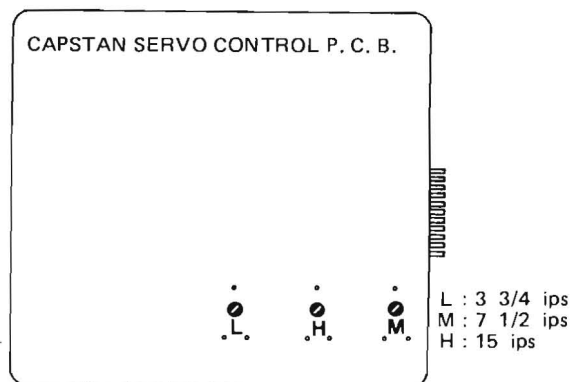 CAPSTAN SERVO CONTROL P. C. B.
L H M
L : 3 3/4 ips
M : 7 1/2 ips
H : 15 ips